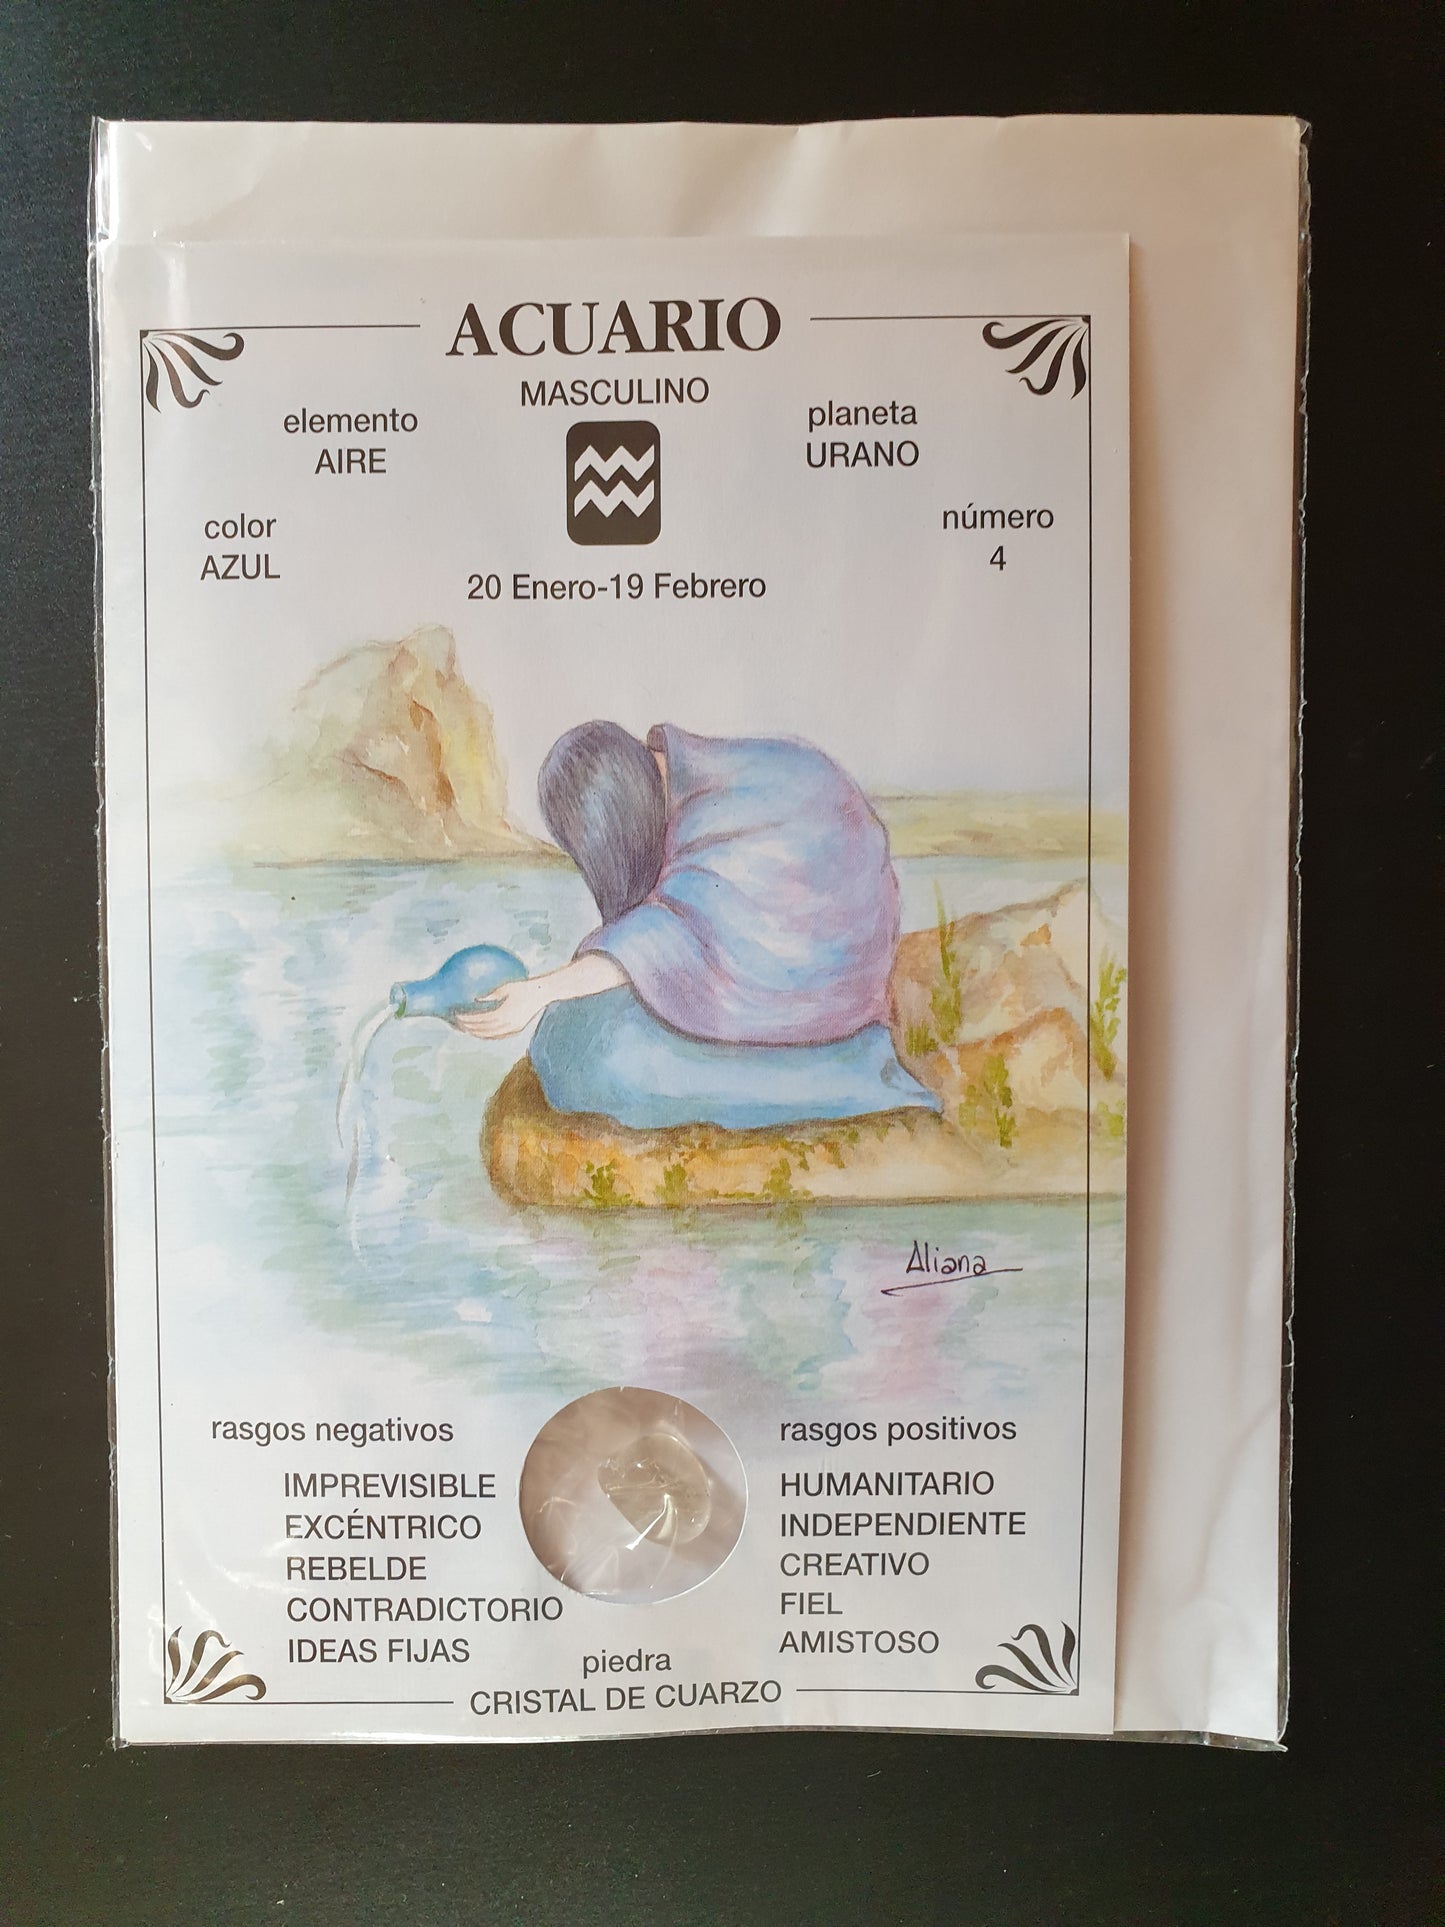 ACUARIO
MASCULINO
elemento
AIRE
planeta
URANO
color
AZUL
número
4
20 Enero-19 Febrero
Aliana
rasgos negativos
IMPREVISIBLE
EXCÉNTRICO
REBELDE
CONTRADICTORIO
IDEAS FIJAS
rasgos positivos
HUMANITARIO
INDEPENDIENTE
CREATIVO
FIEL
AMISTOSO
piedra
CRISTAL DE CUARZO